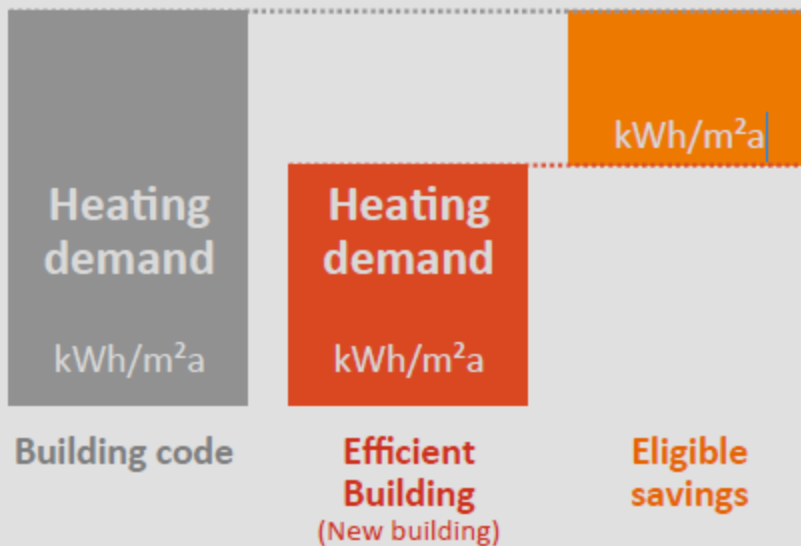 Heating
demand
kWh/m²a
Building code
Heating
demand
kWh/m²a
Efficient
Building
(New building)
kWh/m²a
Eligible
savings